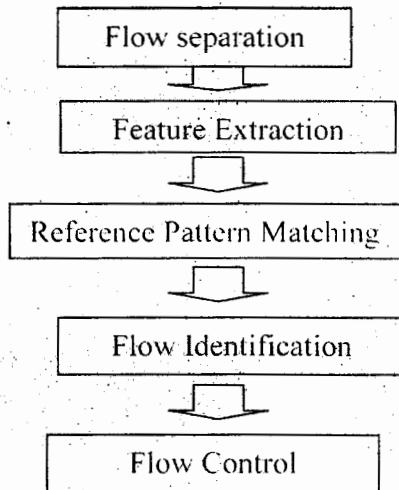 Flow separation
Feature Extraction
Reference Pattern Matching
Flow Identification
Flow Control